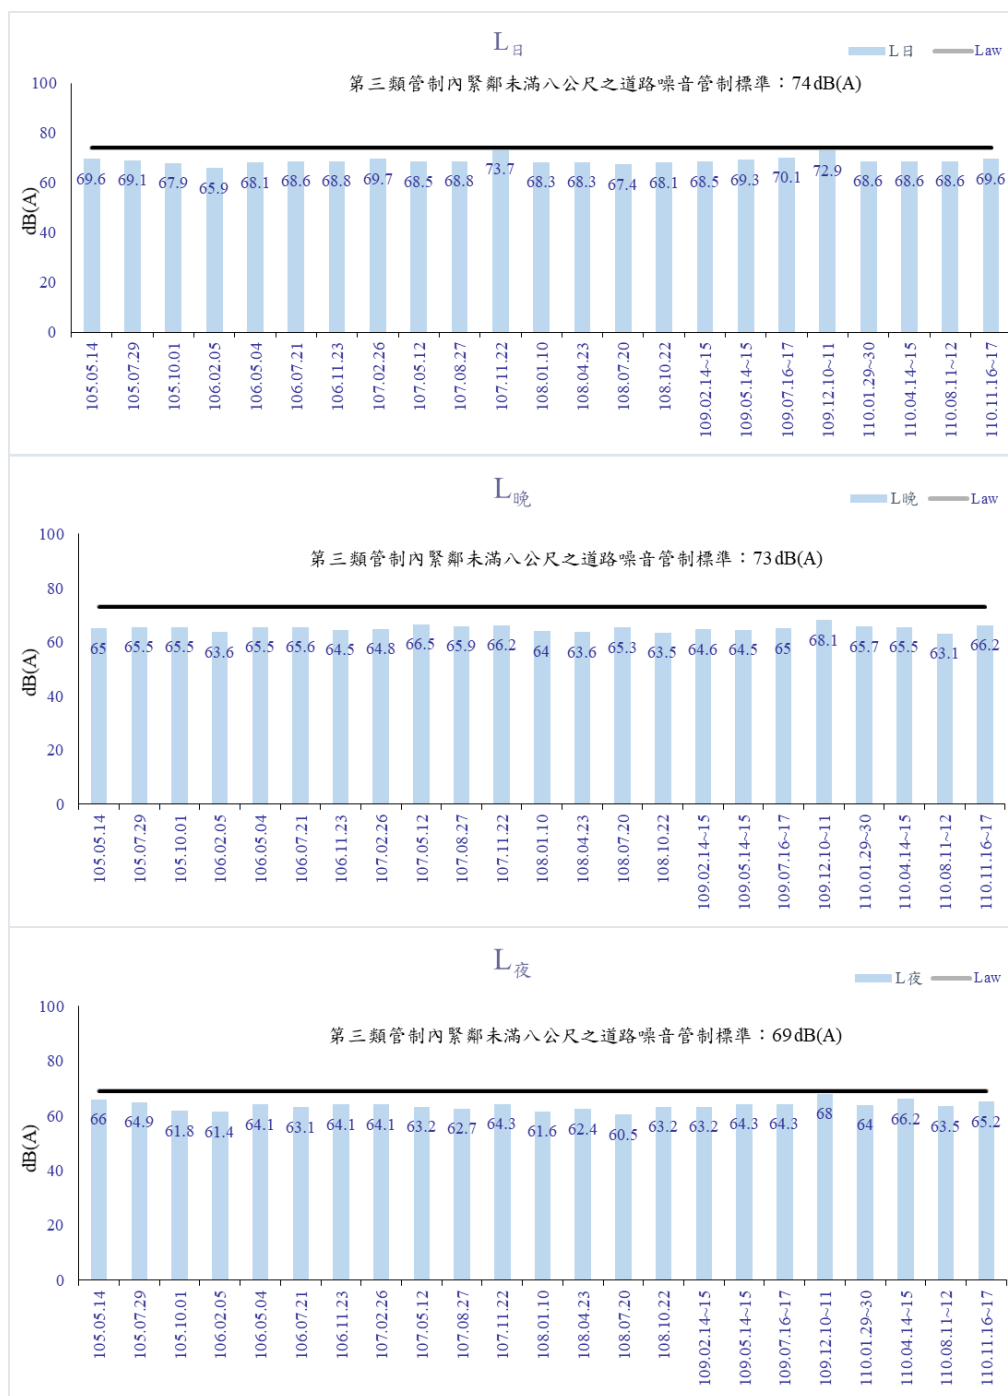 L日
L日 Law
第三類管制內緊鄰未滿八公尺之道路噪音管制標準：74dB(A)
dB(A)
100
80
60
40
20
0
69.6 69.1 67.9 65.9 68.1 68.6 68.8 69.7 68.5 68.8 73.7 68.3 68.3 67.4 68.1 68.5 69.3 70.1 72.9 68.6 68.6 68.6 69.6
105.05.14 105.07.29 105.10.01 106.02.05 106.05.04 106.07.21 106.11.23 107.02.26 107.05.12 107.08.27 107.11.22 108.01.10 108.04.23 108.07.20 108.10.22 109.02.14~15 109.05.14~15 109.07.16~17 109.12.10~11 110.01.29~30 110.04.14~15 110.08.11~12 110.11.16~17
L晚
L晚 Law
第三類管制內緊鄰未滿八公尺之道路噪音管制標準：73dB(A)
dB(A)
100
80
60
40
20
0
65 65.5 65.5 63.6 65.5 65.6 64.5 64.8 66.5 65.9 66.2 64 63.6 65.3 63.5 64.6 64.5 65 68.1 65.7 65.5 63.1 66.2
105.05.14 105.07.29 105.10.01 106.02.05 106.05.04 106.07.21 106.11.23 107.02.26 107.05.12 107.08.27 107.11.22 108.01.10 108.04.23 108.07.20 108.10.22 109.02.14~15 109.05.14~15 109.07.16~17 109.12.10~11 110.01.29~30 110.04.14~15 110.08.11~12 110.11.16~17
L夜
L夜 Law
第三類管制內緊鄰未滿八公尺之道路噪音管制標準：69dB(A)
dB(A)
100
80
60
40
20
0
66 64.9 61.8 61.4 64.1 63.1 64.1 64.1 63.2 62.7 64.3 61.6 62.4 60.5 63.2 63.2 64.3 64.3 68 64 66.2 63.5 65.2
105.05.14 105.07.29 105.10.01 106.02.05 106.05.04 106.07.21 106.11.23 107.02.26 107.05.12 107.08.27 107.11.22 108.01.10 108.04.23 108.07.20 108.10.22 109.02.14~15 109.05.14~15 109.07.16~17 109.12.10~11 110.01.29~30 110.04.14~15 110.08.11~12 110.11.16~17